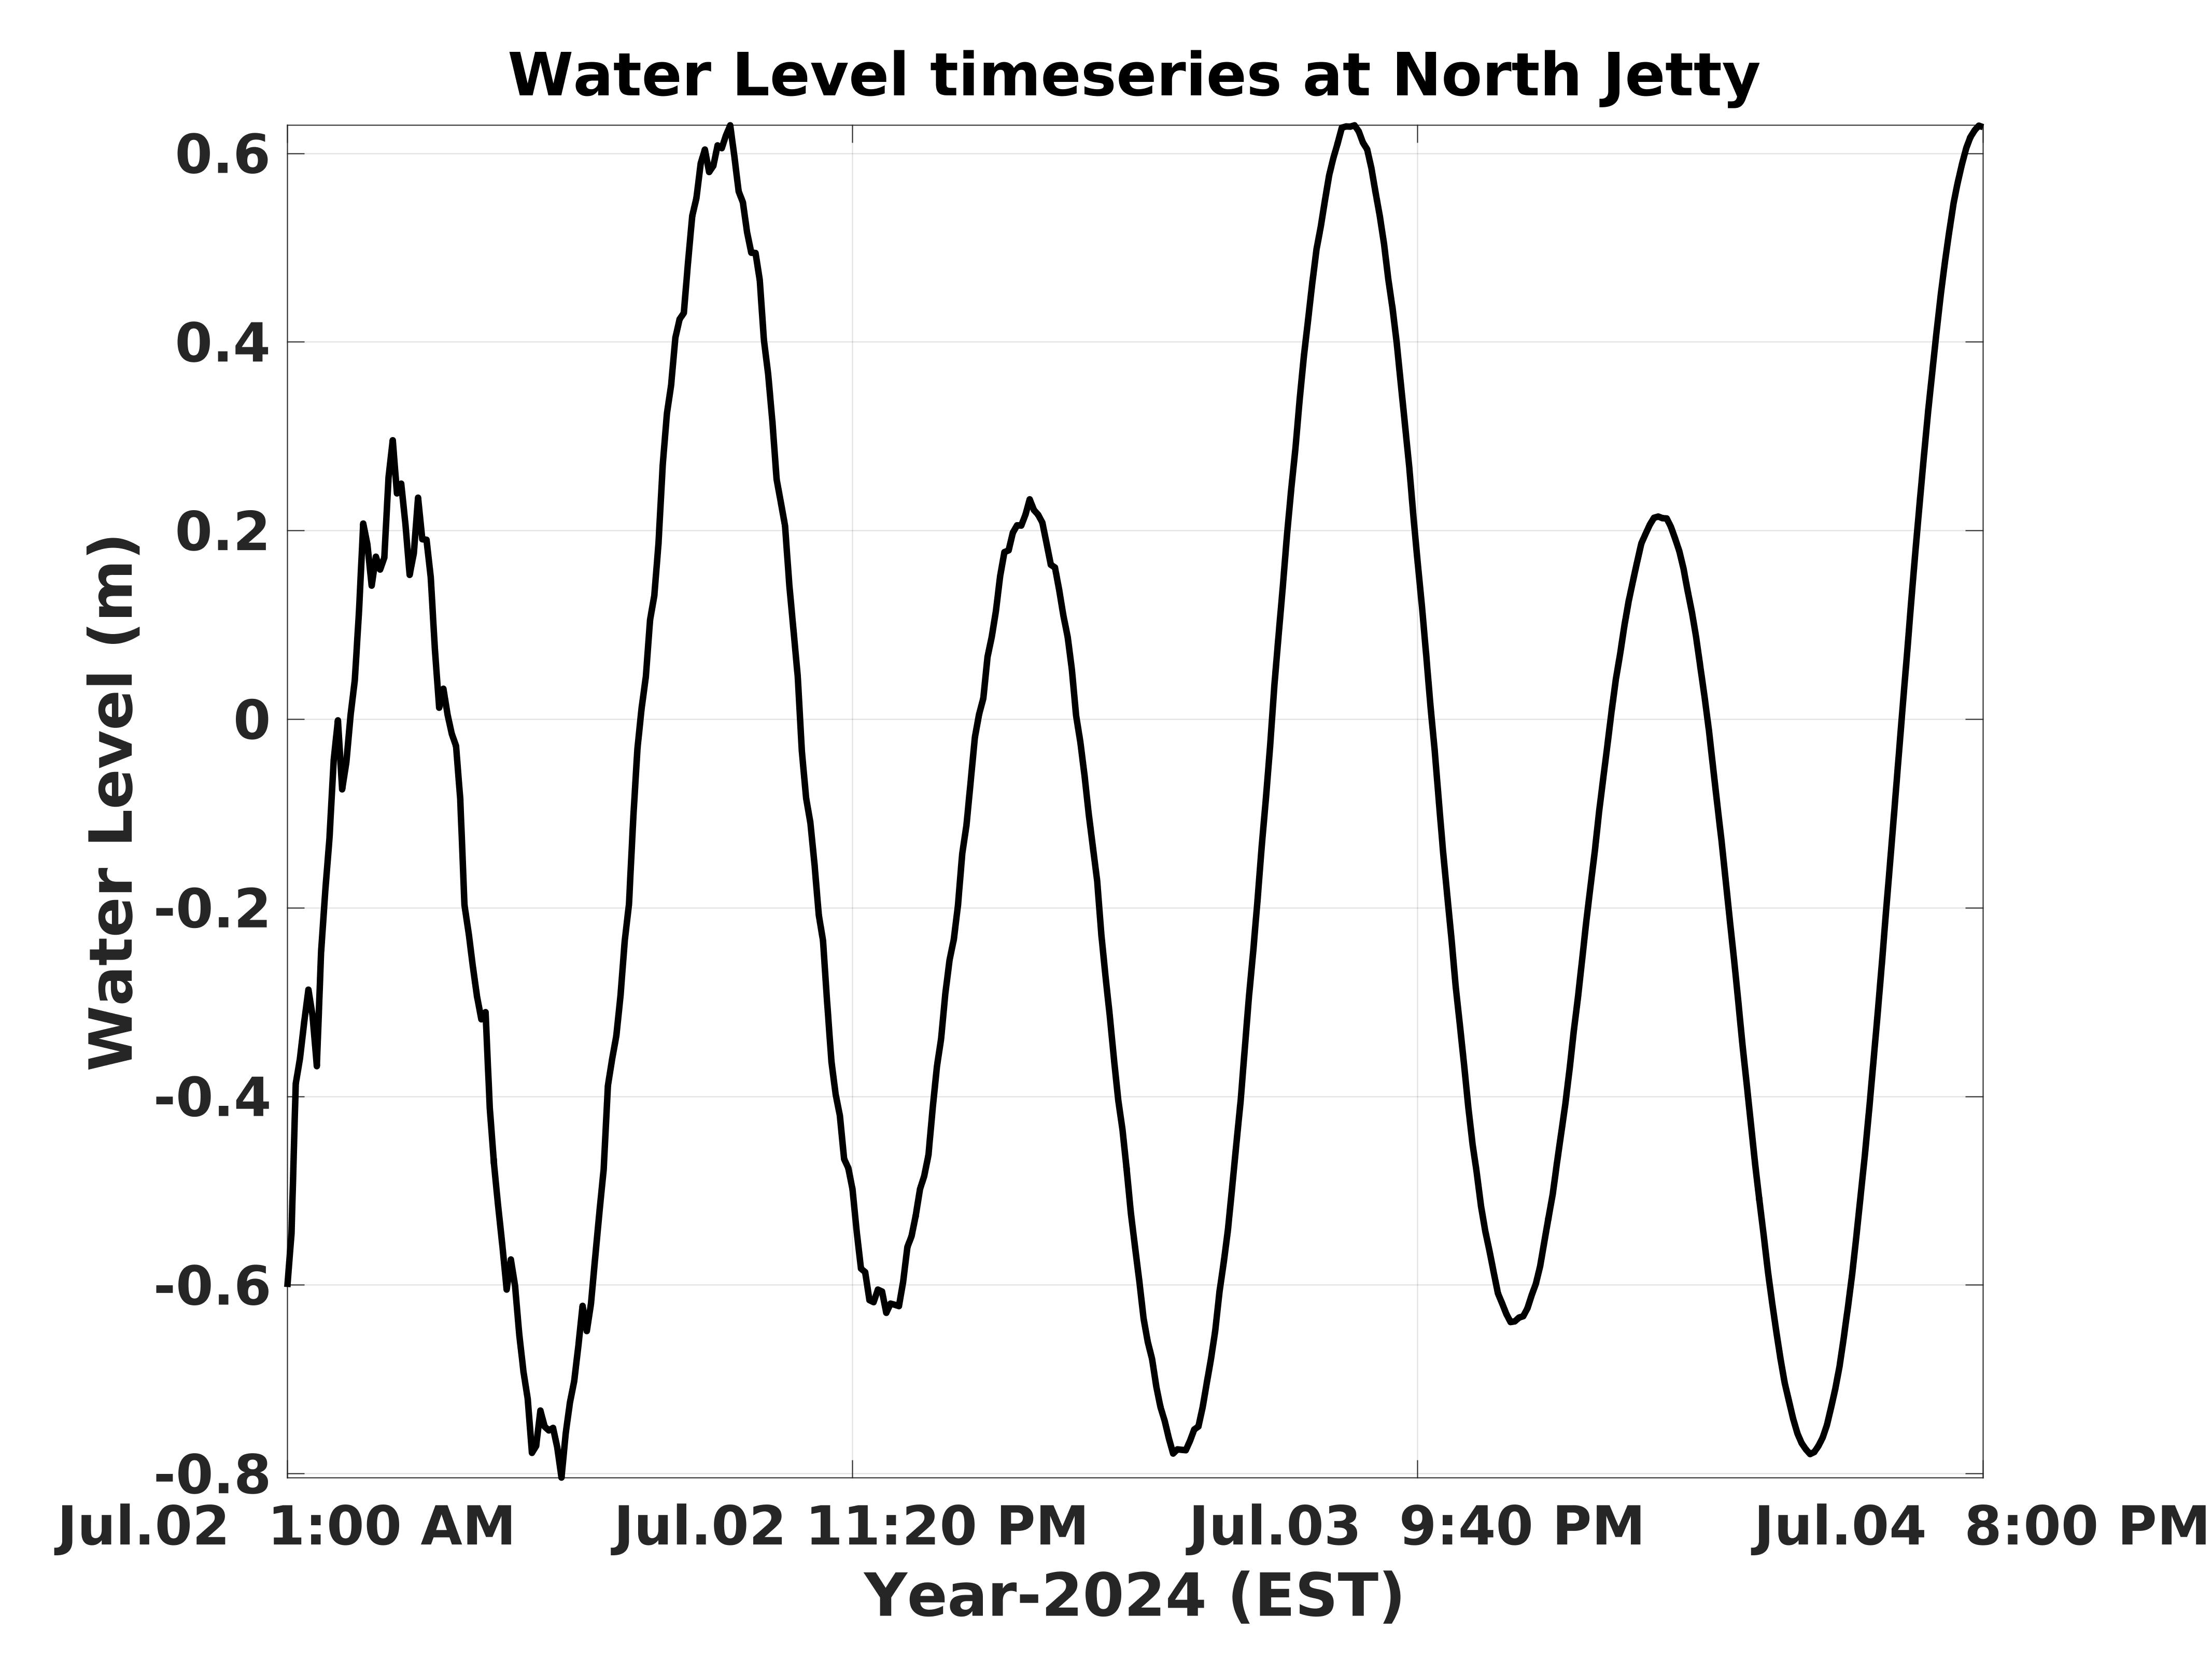 Water Level timeseries at North Jetty
0.6
0.4
0.2
0
-0.2
-0.4
-0.6
-0.8
Water Level (m)
Jul.02 1:00 AM Jul.02 11:20 PM Jul.03 9:40 PM Jul.04 8:00 PM
Year-2024 (EST)